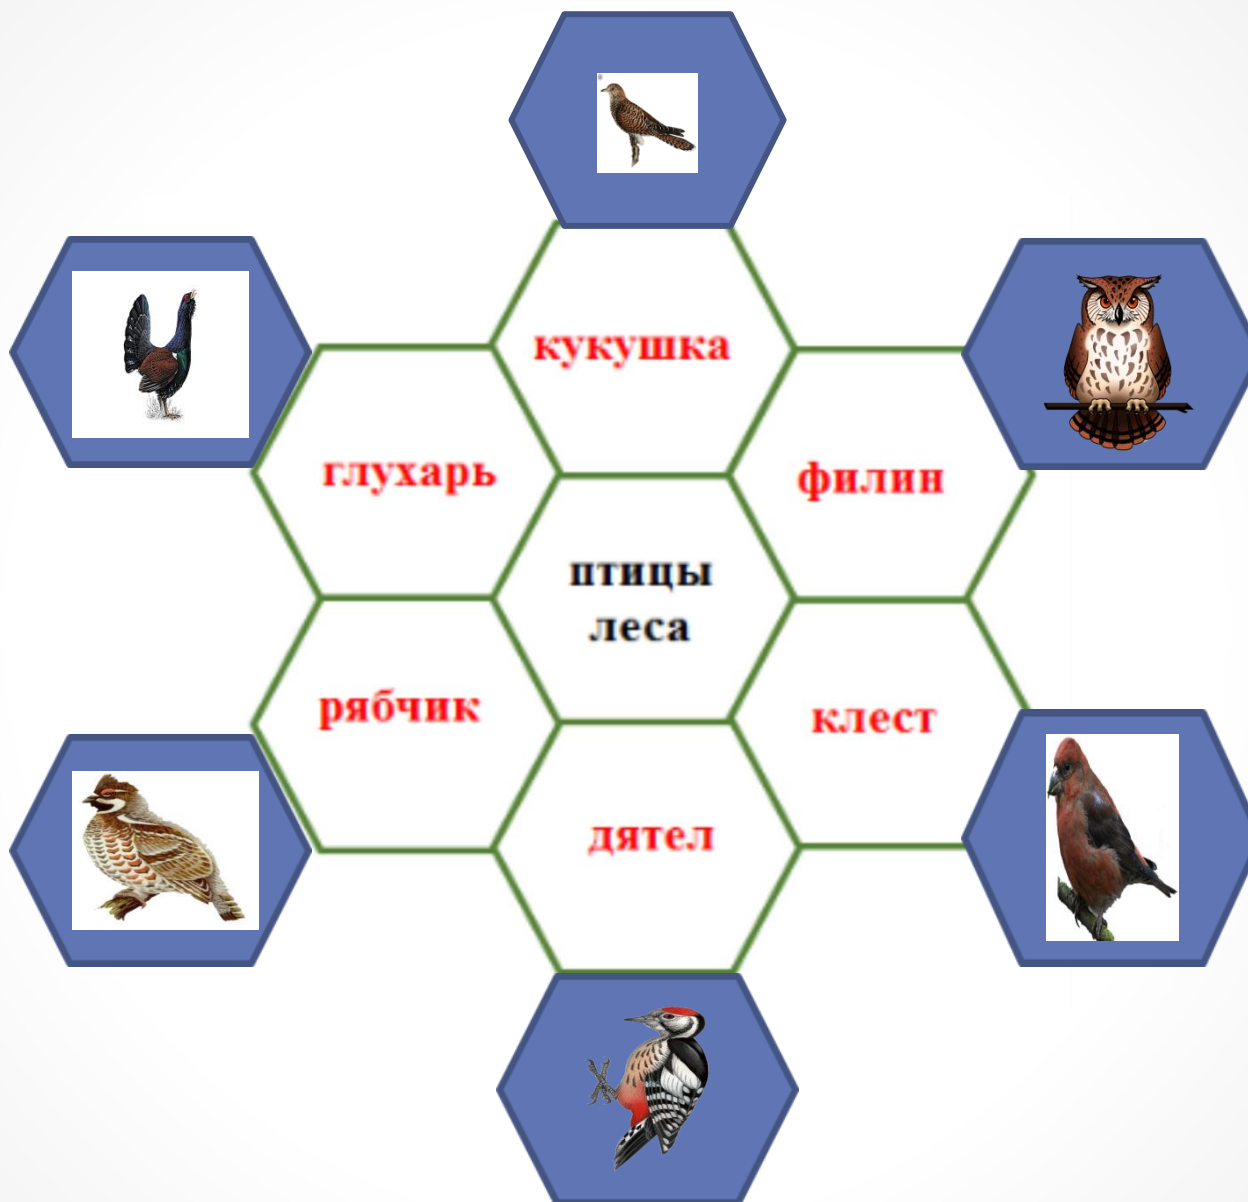 кукушка
глухарь
филин
птицы
леса
рябчик
клест
дятел